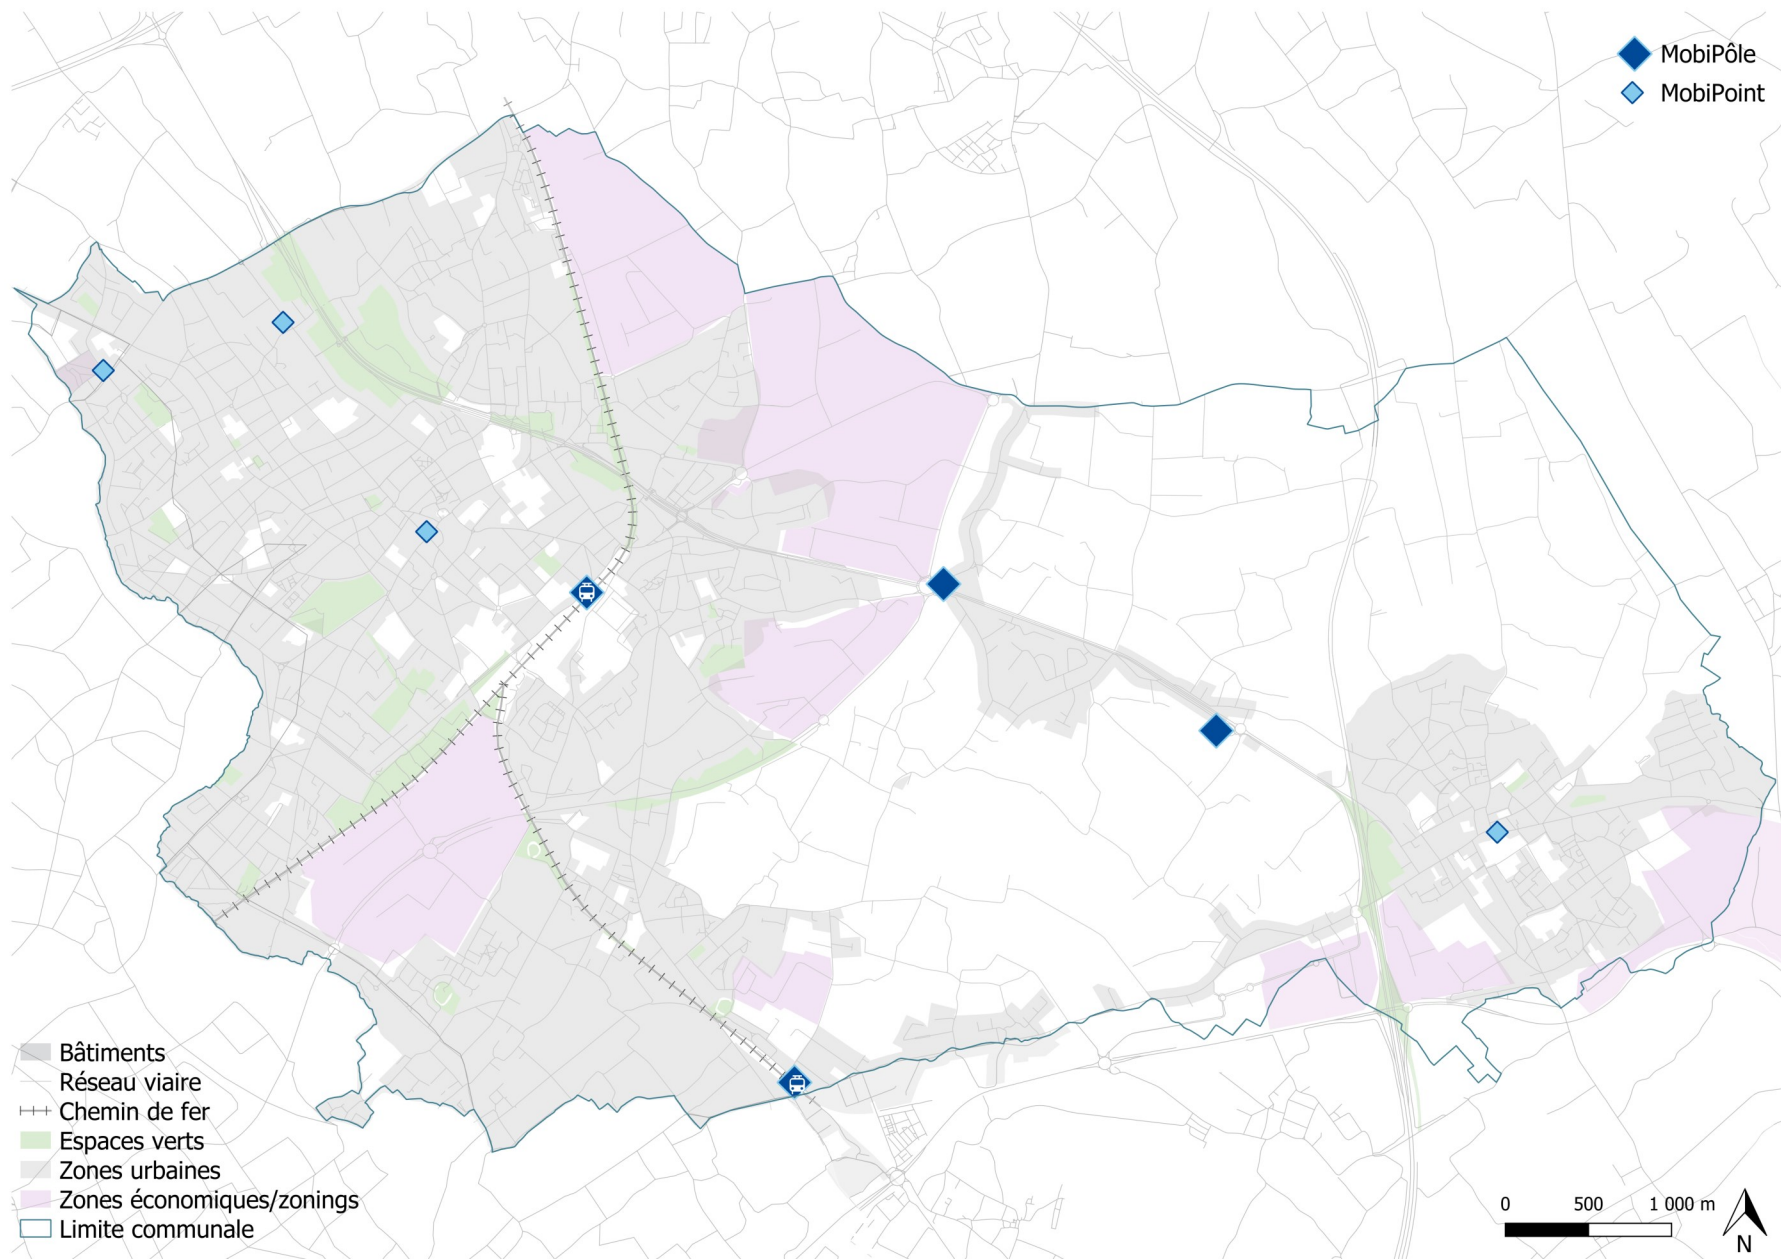 MobiPôle
MobiPoint
Bâtiments
Réseau viaire
Chemin de fer
Espaces verts
Zones urbaines
Zones économiques/zonings
Limite communale
0 500 1 000 m
N